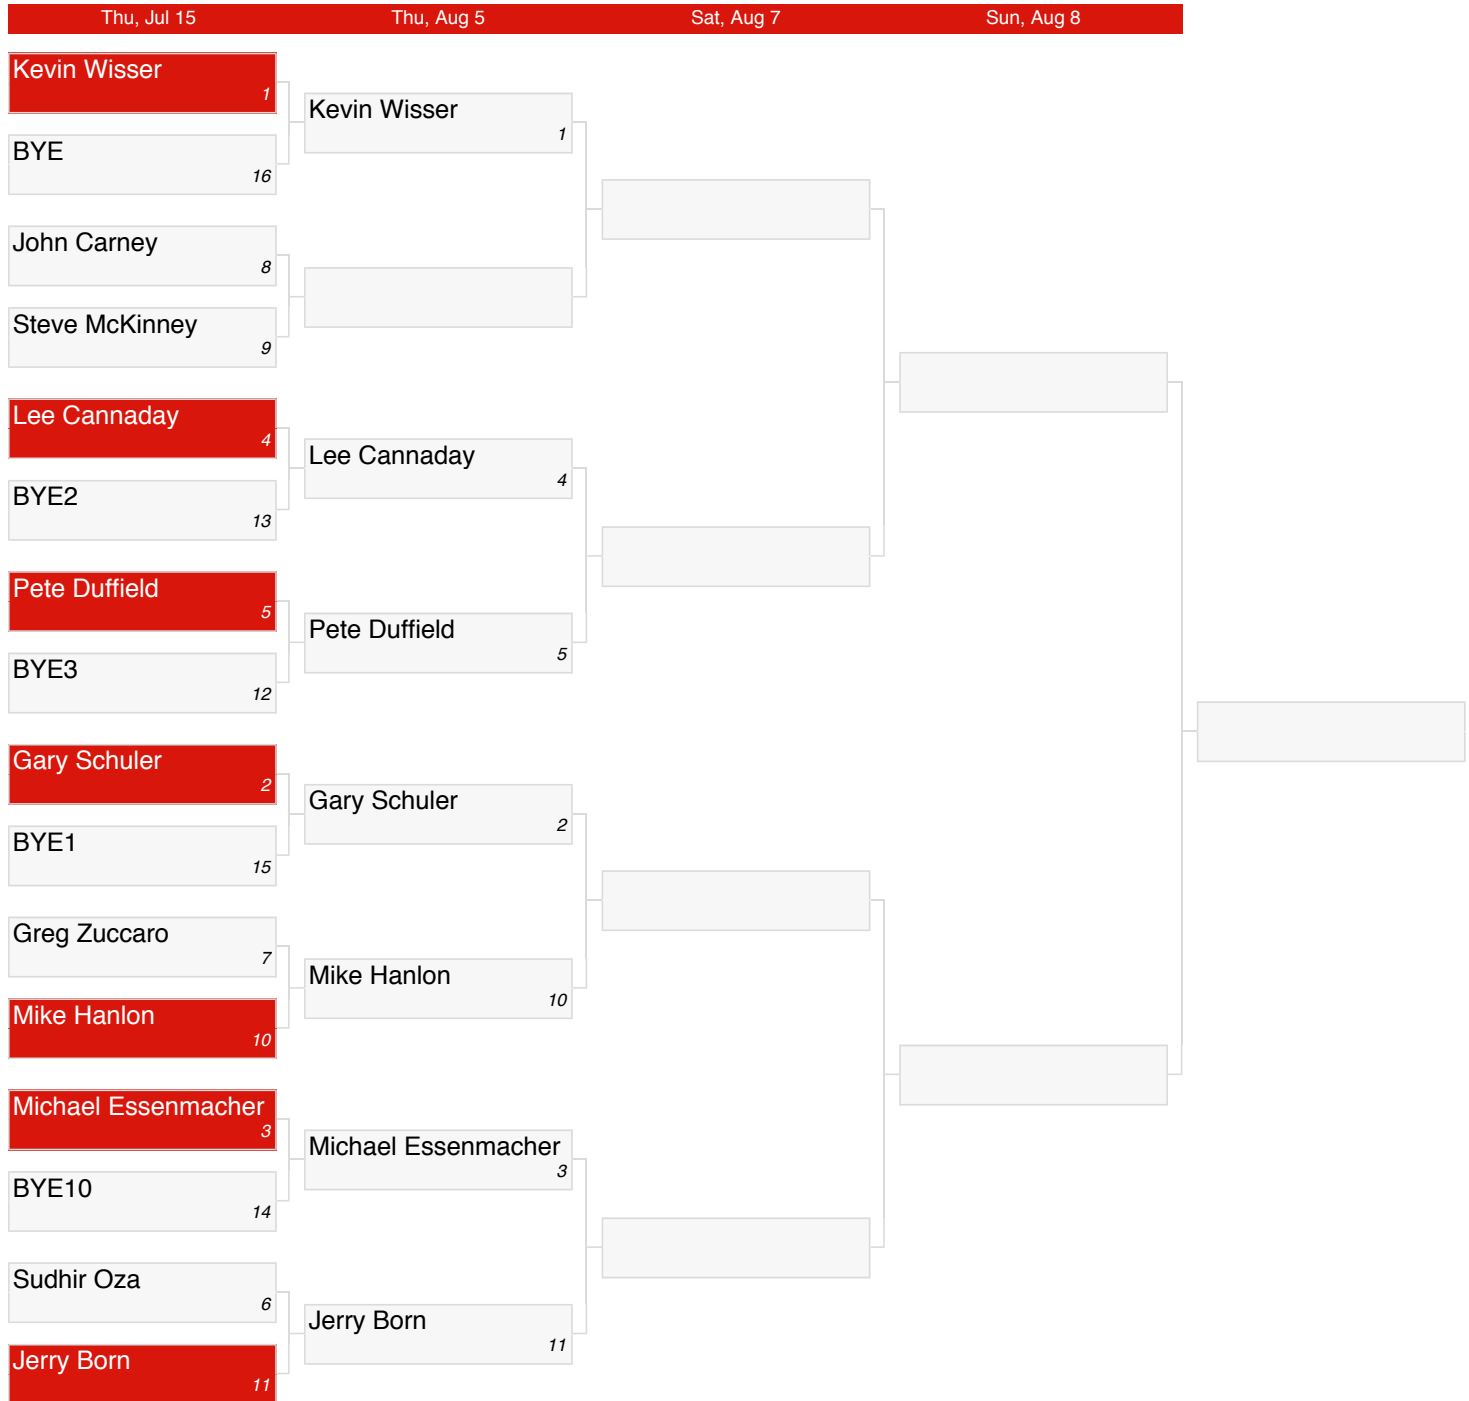 Thu, Jul 15 Thu, Aug 5 Sat, Aug 7 Sun, Aug 8
Kevin Wisser
1
BYE
16
John Carney
8
Steve McKinney
9
Lee Cannaday
4
BYE2
13
Pete Duffield
5
BYE3
12
Gary Schuler
2
BYE1
15
Greg Zuccaro
7
Mike Hanlon
10
Michael Essenmacher
3
BYE10
14
Sudhir Oza
6
Jerry Born
11
Kevin Wisser
1
Lee Cannaday
4
Pete Duffield
5
Gary Schuler
2
Mike Hanlon
10
Michael Essenmacher
3
Jerry Born
11